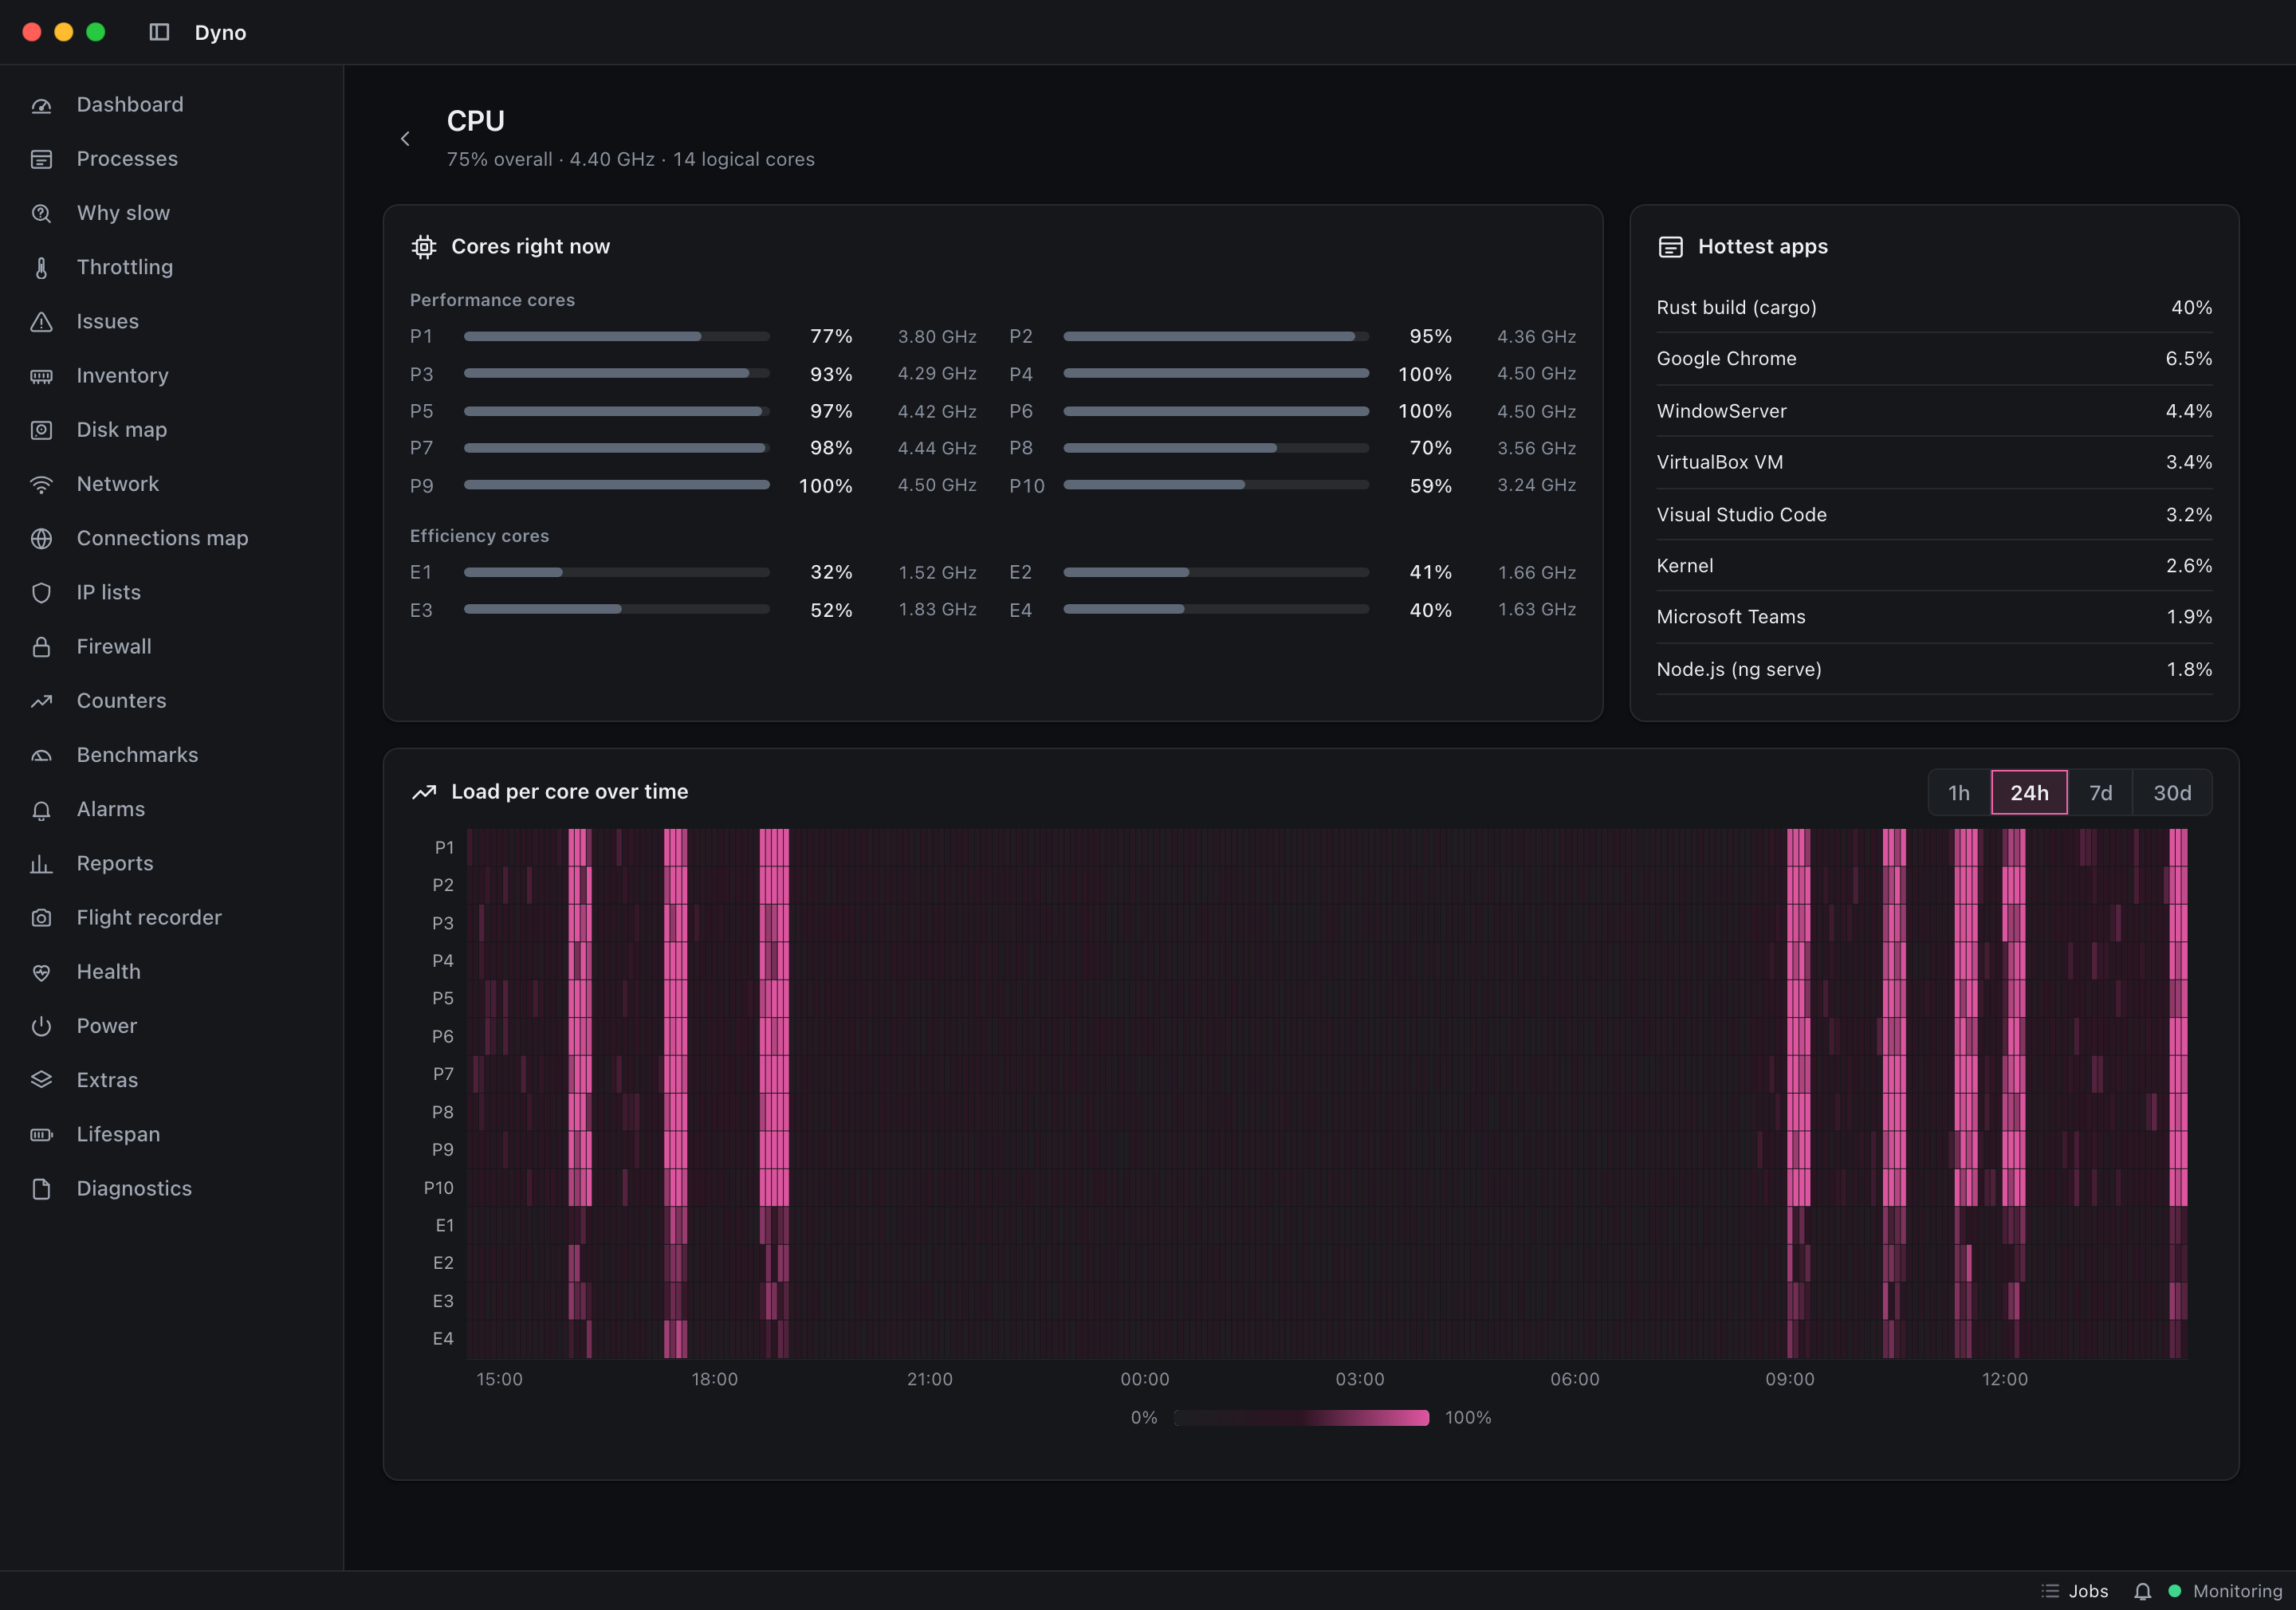 Dyno
Dashboard
Processes
Why slow
Throttling
Issues
Inventory
Disk map
Network
Connections map
IP lists
Firewall
Counters
Benchmarks
Alarms
Reports
Flight recorder
Health
Power
Extras
Lifespan
Diagnostics
CPU
75% overall · 4.40 GHz · 14 logical cores
Cores right now
Performance cores
P1 77% 3.80 GHz P2 95% 4.36 GHz
P3 93% 4.29 GHz P4 100% 4.50 GHz
P5 97% 4.42 GHz P6 100% 4.50 GHz
P7 98% 4.44 GHz P8 70% 3.56 GHz
P9 100% 4.50 GHz P10 59% 3.24 GHz
Efficiency cores
E1 32% 1.52 GHz E2 41% 1.66 GHz
E3 52% 1.83 GHz E4 40% 1.63 GHz
Hottest apps
Rust build (cargo) 40%
Google Chrome 6.5%
WindowServer 4.4%
VirtualBox VM 3.4%
Visual Studio Code 3.2%
Kernel 2.6%
Microsoft Teams 1.9%
Node.js (ng serve) 1.8%
Load per core over time
1h 24h 7d 30d
P1
P2
P3
P4
P5
P6
P7
P8
P9
P10
E1
E2
E3
E4
15:00 18:00 21:00 00:00 03:00 06:00 09:00 12:00
0% 100%
Jobs Monitoring